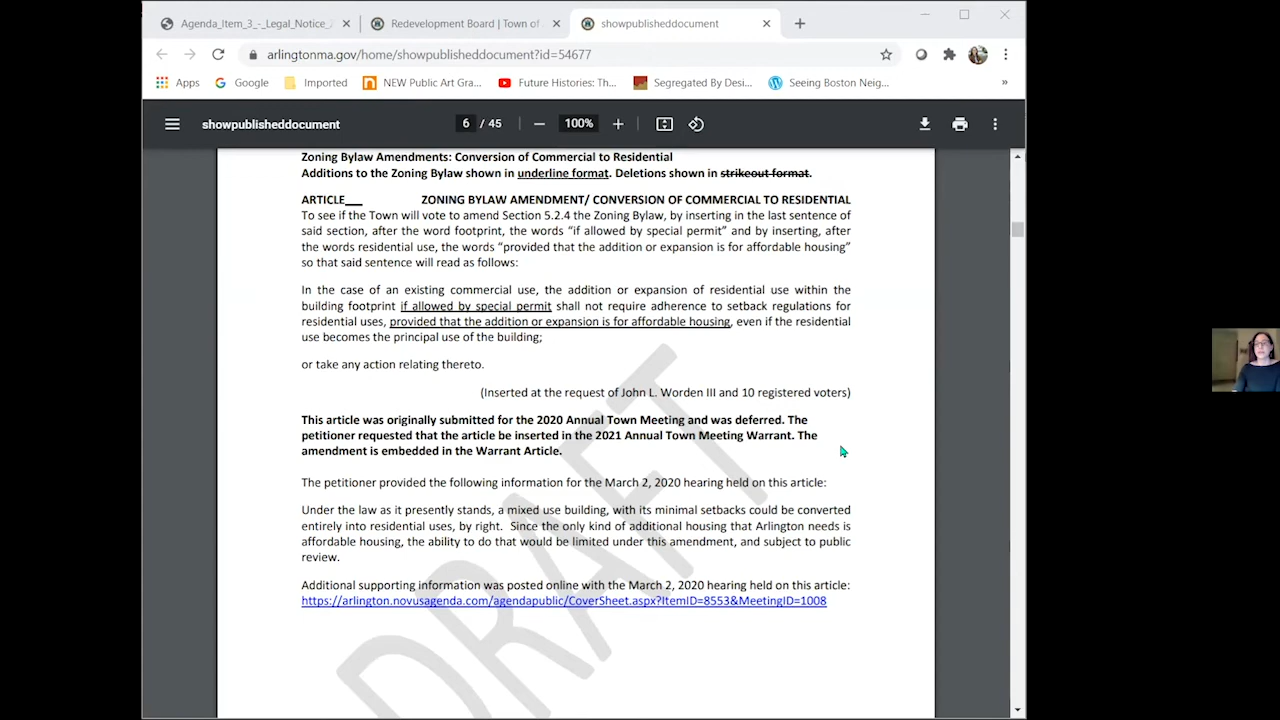 Agenda_Item_3_-_Legal_Notice_
Redevelopment Board | Town of
showpublisheddocument
arlingtonma.gov/home/showpublisheddocument?id=54677
Apps
Google
Imported
NEW Public Art Gra...
Future Histories: Th...
Segregated By Desi...
Seeing Boston Neig...
»
showpublisheddocument
6 / 45
100%
Zoning Bylaw Amendments: Conversion of Commercial to Residential
Additions to the Zoning Bylaw shown in underline format. Deletions shown in strikeout format.
ARTICLE___ ZONING BYLAW AMENDMENT/ CONVERSION OF COMMERCIAL TO RESIDENTIAL
To see if the Town will vote to amend Section 5.2.4 the Zoning Bylaw, by inserting in the last sentence of
said section, after the word footprint, the words “if allowed by special permit” and by inserting, after
the words residential use, the words “provided that the addition or expansion is for affordable housing”
so that said sentence will read as follows:
In the case of an existing commercial use, the addition or expansion of residential use within the
building footprint if allowed by special permit shall not require adherence to setback regulations for
residential uses, provided that the addition or expansion is for affordable housing, even if the residential
use becomes the principal use of the building;
or take any action relating thereto.
(Inserted at the request of John L. Worden III and 10 registered voters)
This article was originally submitted for the 2020 Annual Town Meeting and was deferred. The
petitioner requested that the article be inserted in the 2021 Annual Town Meeting Warrant. The
amendment is embedded in the Warrant Article.
The petitioner provided the following information for the March 2, 2020 hearing held on this article:
Under the law as it presently stands, a mixed use building, with its minimal setbacks could be converted
entirely into residential uses, by right. Since the only kind of additional housing that Arlington needs is
affordable housing, the ability to do that would be limited under this amendment, and subject to public
review.
Additional supporting information was posted online with the March 2, 2020 hearing held on this article:
https://arlington.novusagenda.com/agendapublic/CoverSheet.aspx?ItemID=8553&MeetingID=1008
DRAFT